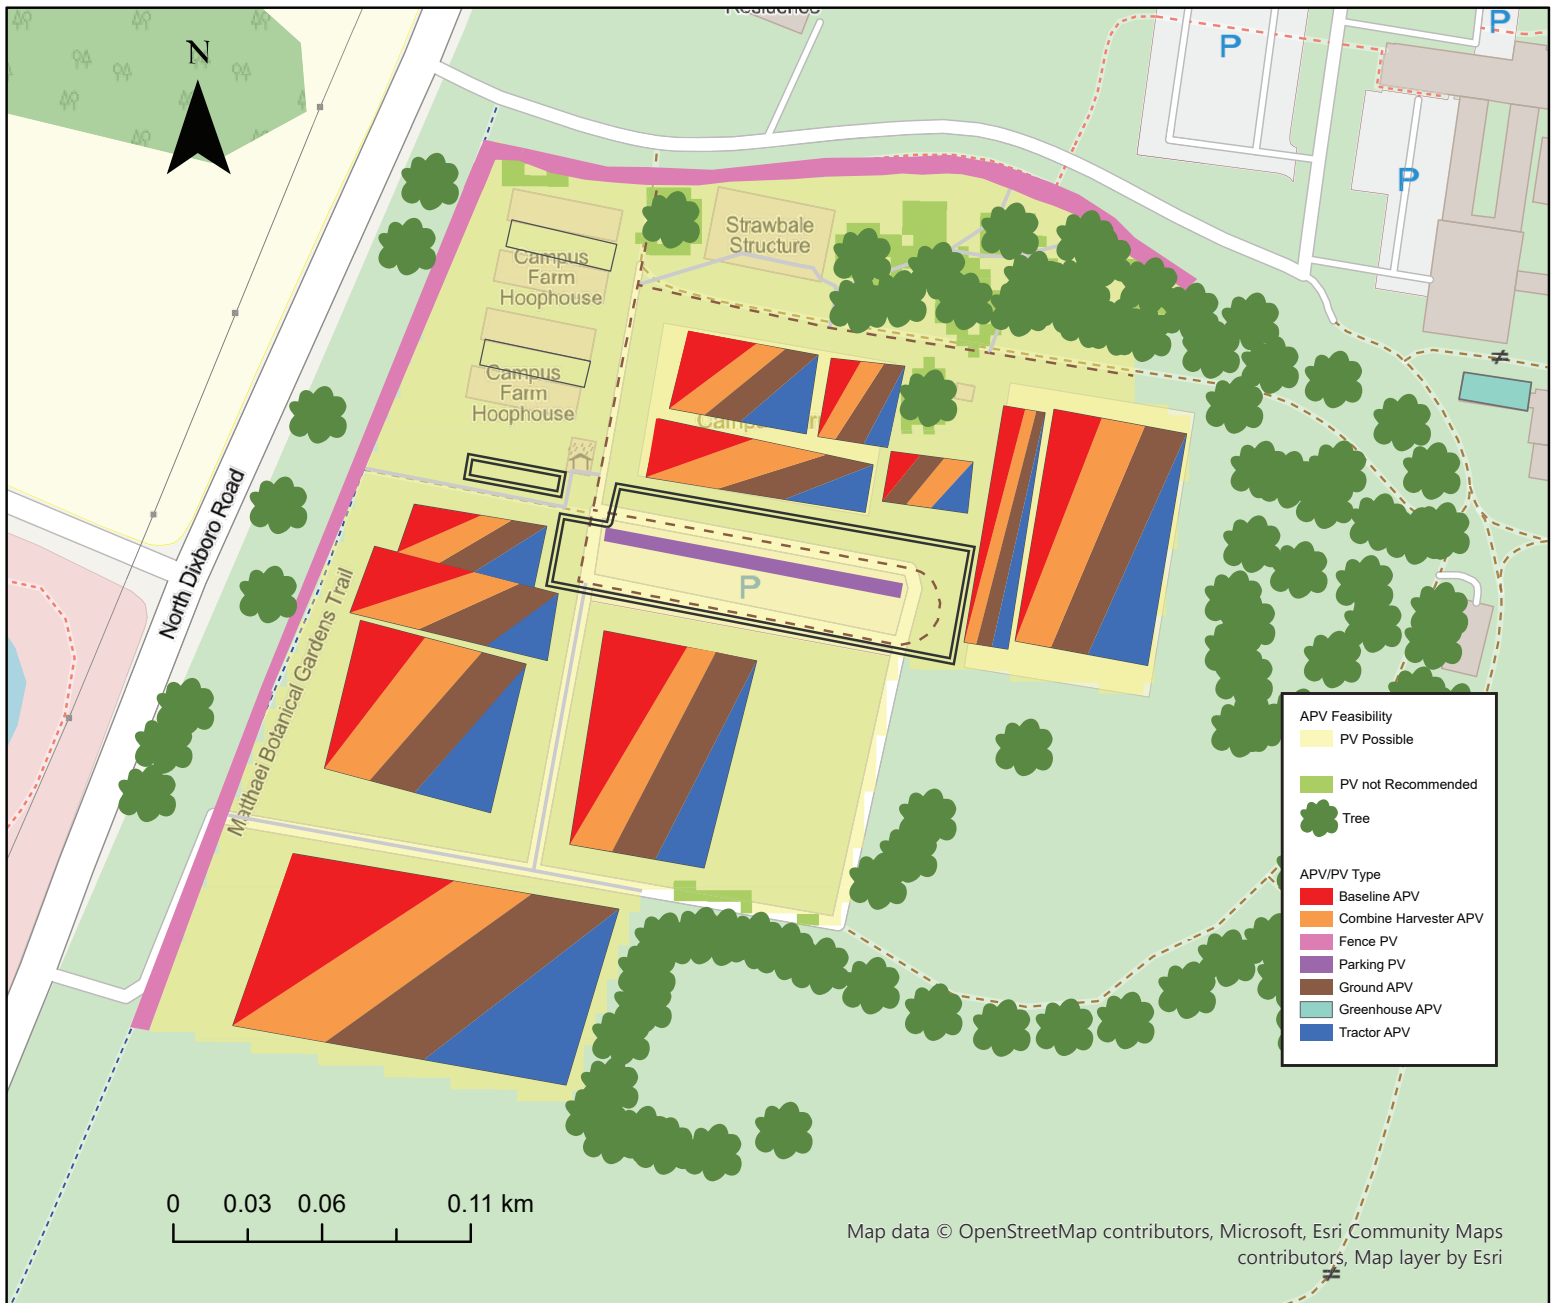 Residence
P
P
N
P
Strawbale
Structure
Campus
Farm
Hoophouse
Campus
Farm
Hoophouse
North Dixboro Road
P
Matthaei Botanical Gardens Trail
APV Feasibility
PV Possible
PV not Recommended
Tree
APV/PV Type
Baseline APV
Combine Harvester APV
Fence PV
Parking PV
Ground APV
Greenhouse APV
Tractor APV
0 0.03 0.06 0.11 km
Map data © OpenStreetMap contributors, Microsoft, Esri Community Maps
contributors, Map layer by Esri